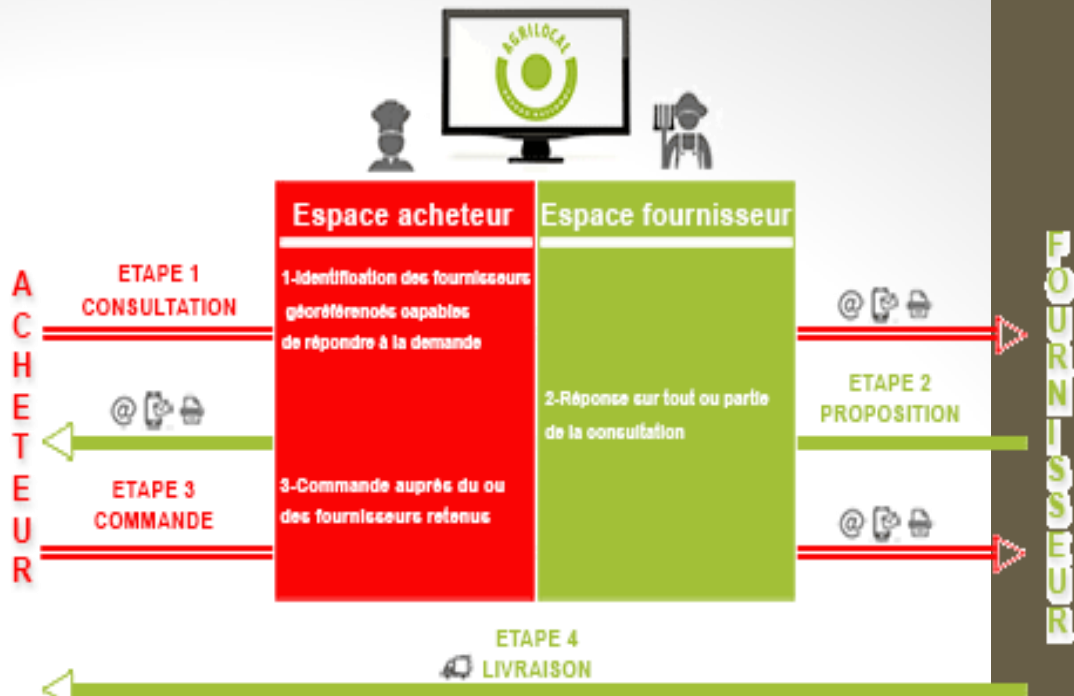 AGRILOCAL
Espace acheteur
Espace fournisseur
ACHETEUR
ETAPE 1
CONSULTATION
1-Identification des fournisseurs
géoréférencés capables
de répondre à la demande
@
@
ETAPE 2
PROPOSITION
2-Réponse sur tout ou partie
de la consultation
ETAPE 3
COMMANDE
3-Commande auprès du ou
des fournisseurs retenus
@
ETAPE 4
LIVRAISON
FOURNISSEUR